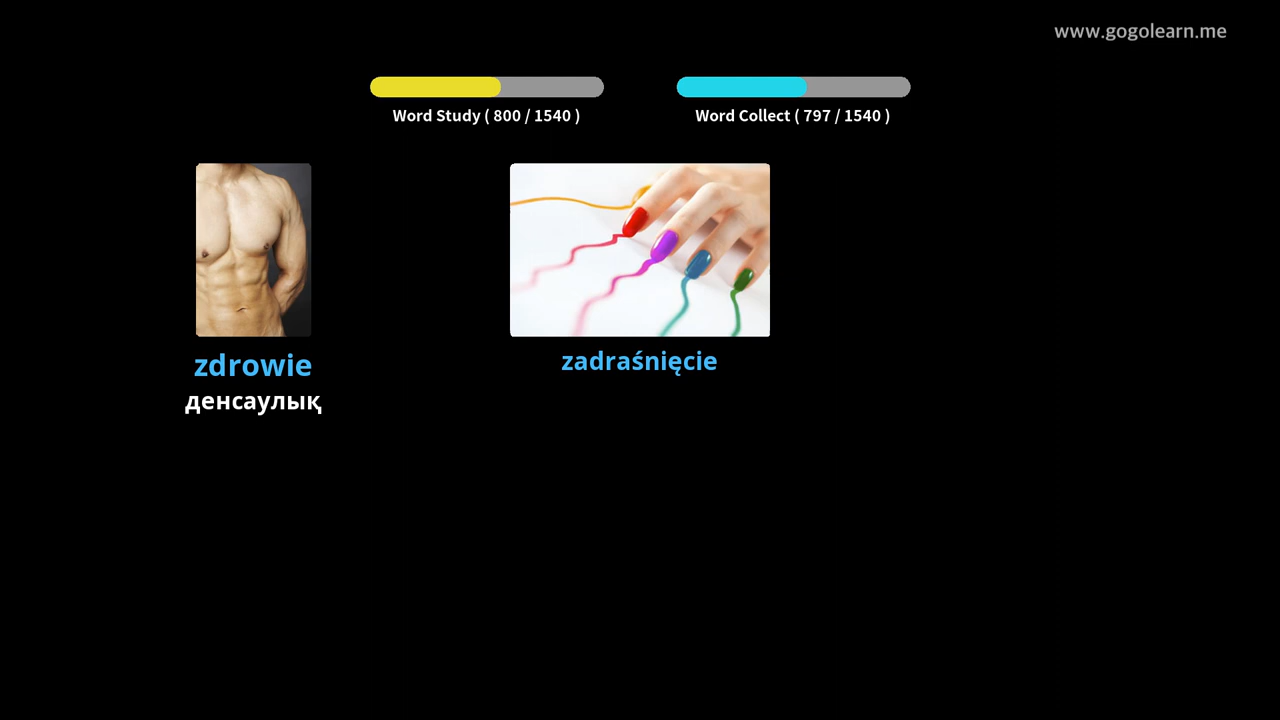 www.gogolearn.me
Word Study ( 800 / 1540 )
Word Collect ( 797 / 1540 )
zdrowie
денсаулық
zadraśnięcie